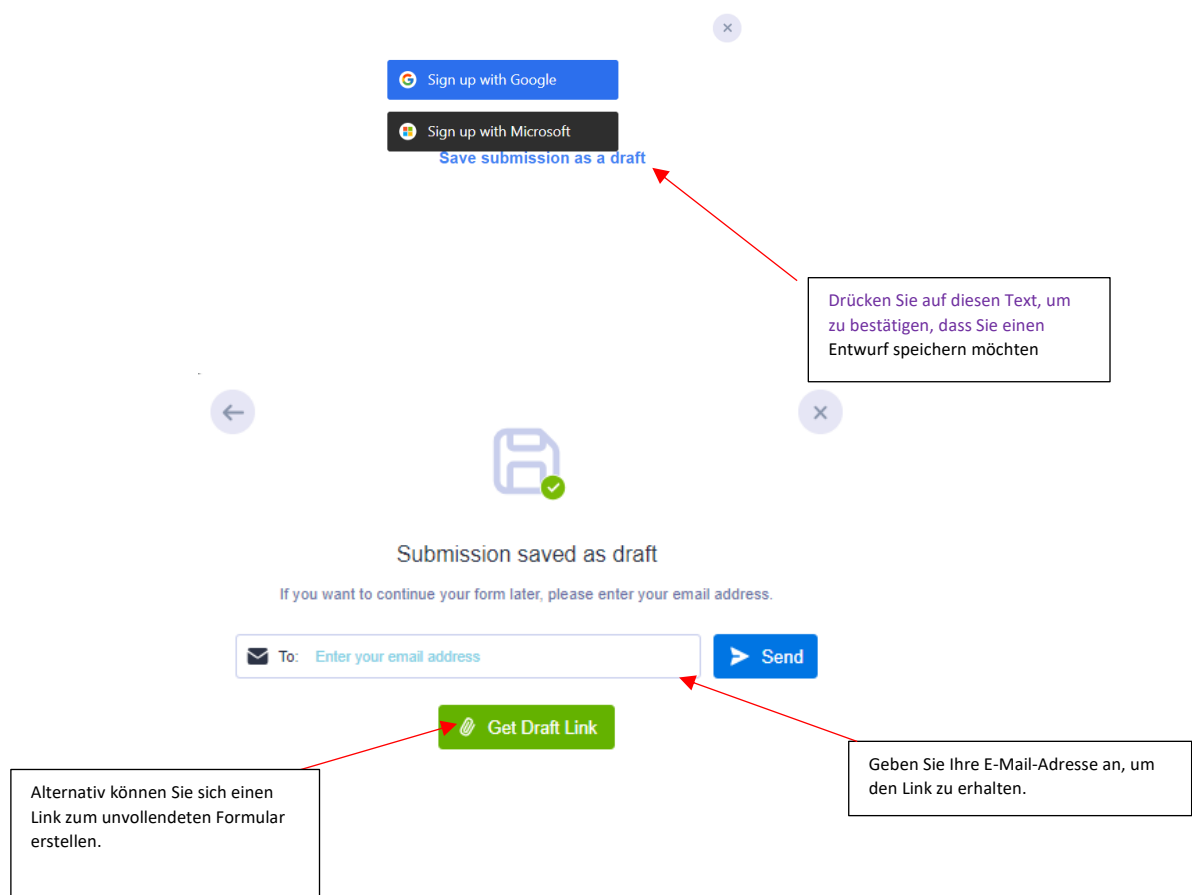 Sign up with Google
Sign up with Microsoft
Save submission as a draft
Drücken Sie auf diesen Text, um
zu bestätigen, dass Sie einen
Entwurf speichern möchten
Submission saved as draft
If you want to continue your form later, please enter your email address.
To: Enter your email address
Send
Get Draft Link
Geben Sie Ihre E-Mail-Adresse an, um
den Link zu erhalten.
Alternativ können Sie sich einen
Link zum unvollendeten Formular
erstellen.